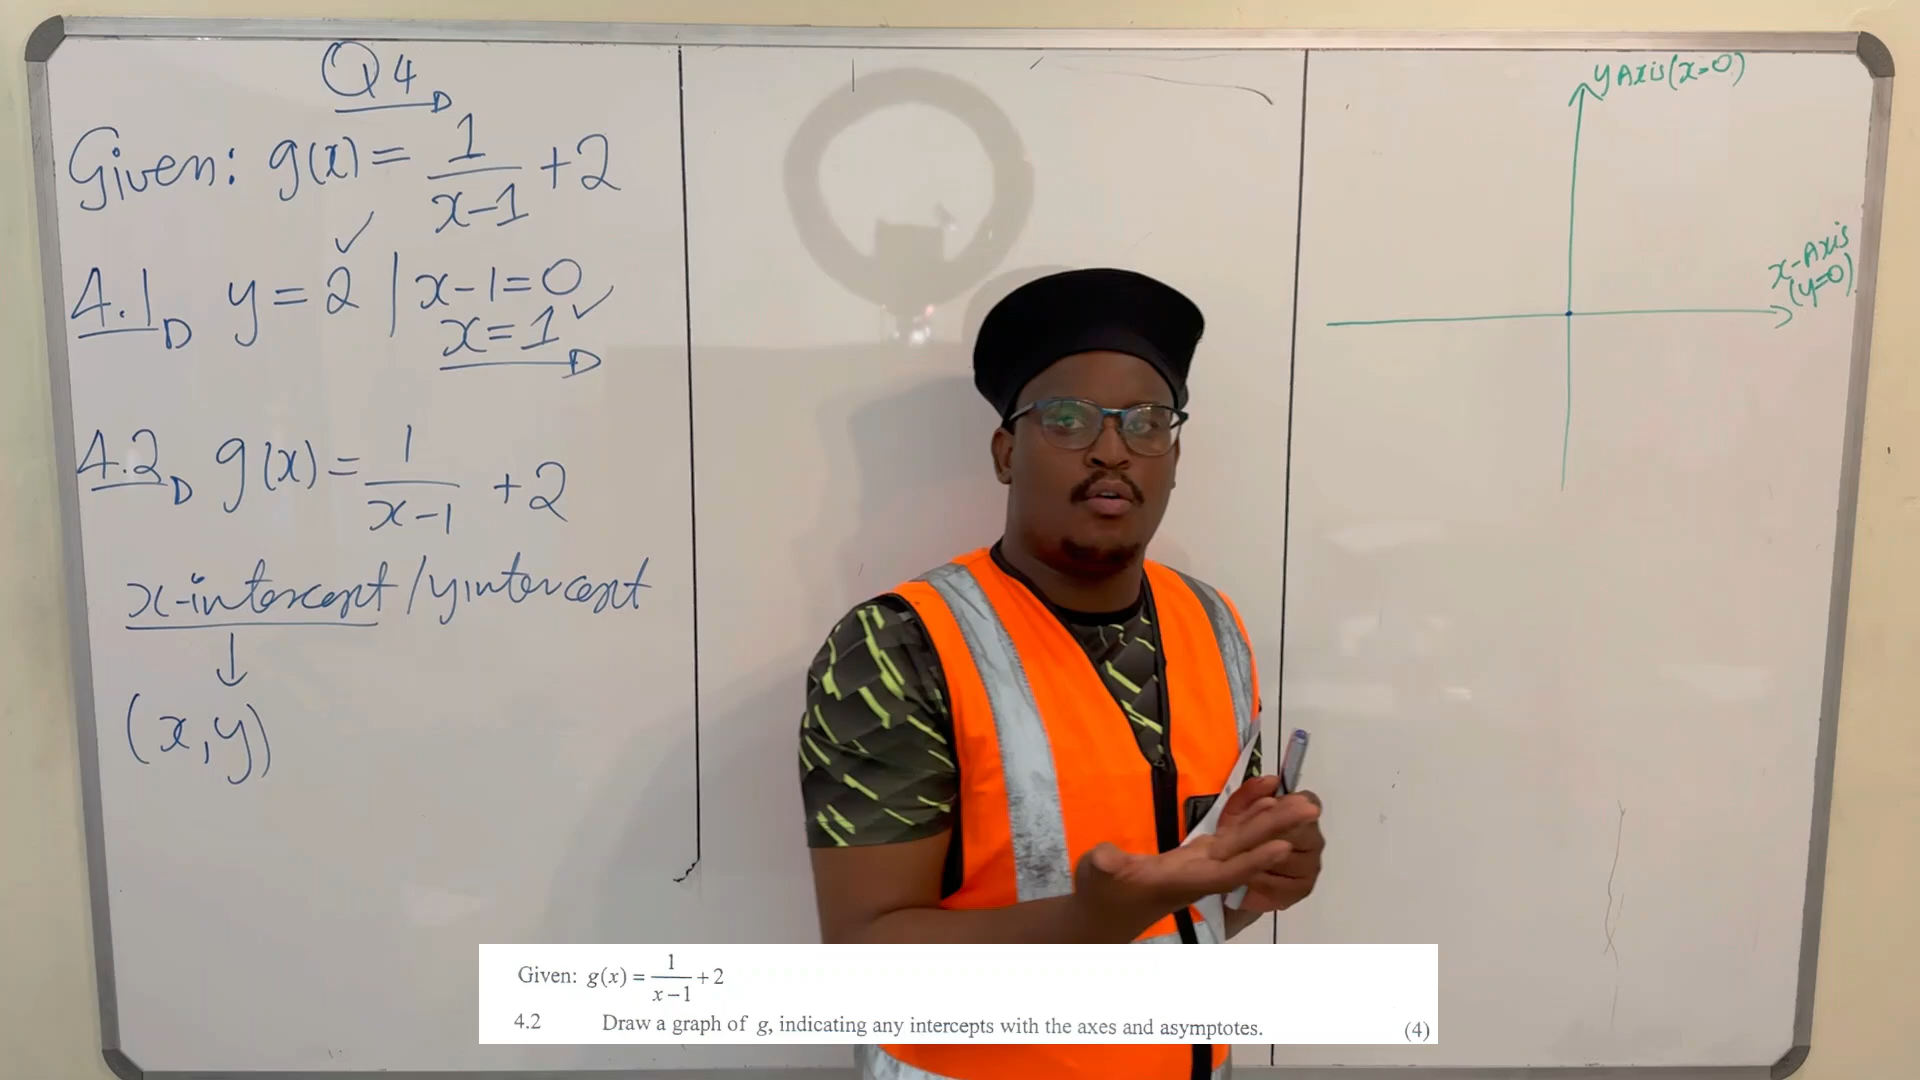 Q4
Given: g(x) = 1/(x-1) +2
4.1 y = 2 | x-1=0
x=1
4.2 g(x) = 1/(x-1) +2
x-intercept / y intercept
(x,y)
y Axis (x=0)
x-Axis
(y=0)
Given: g(x) = 1/(x-1) + 2
4.2 Draw a graph of g, indicating any intercepts with the axes and asymptotes. (4)